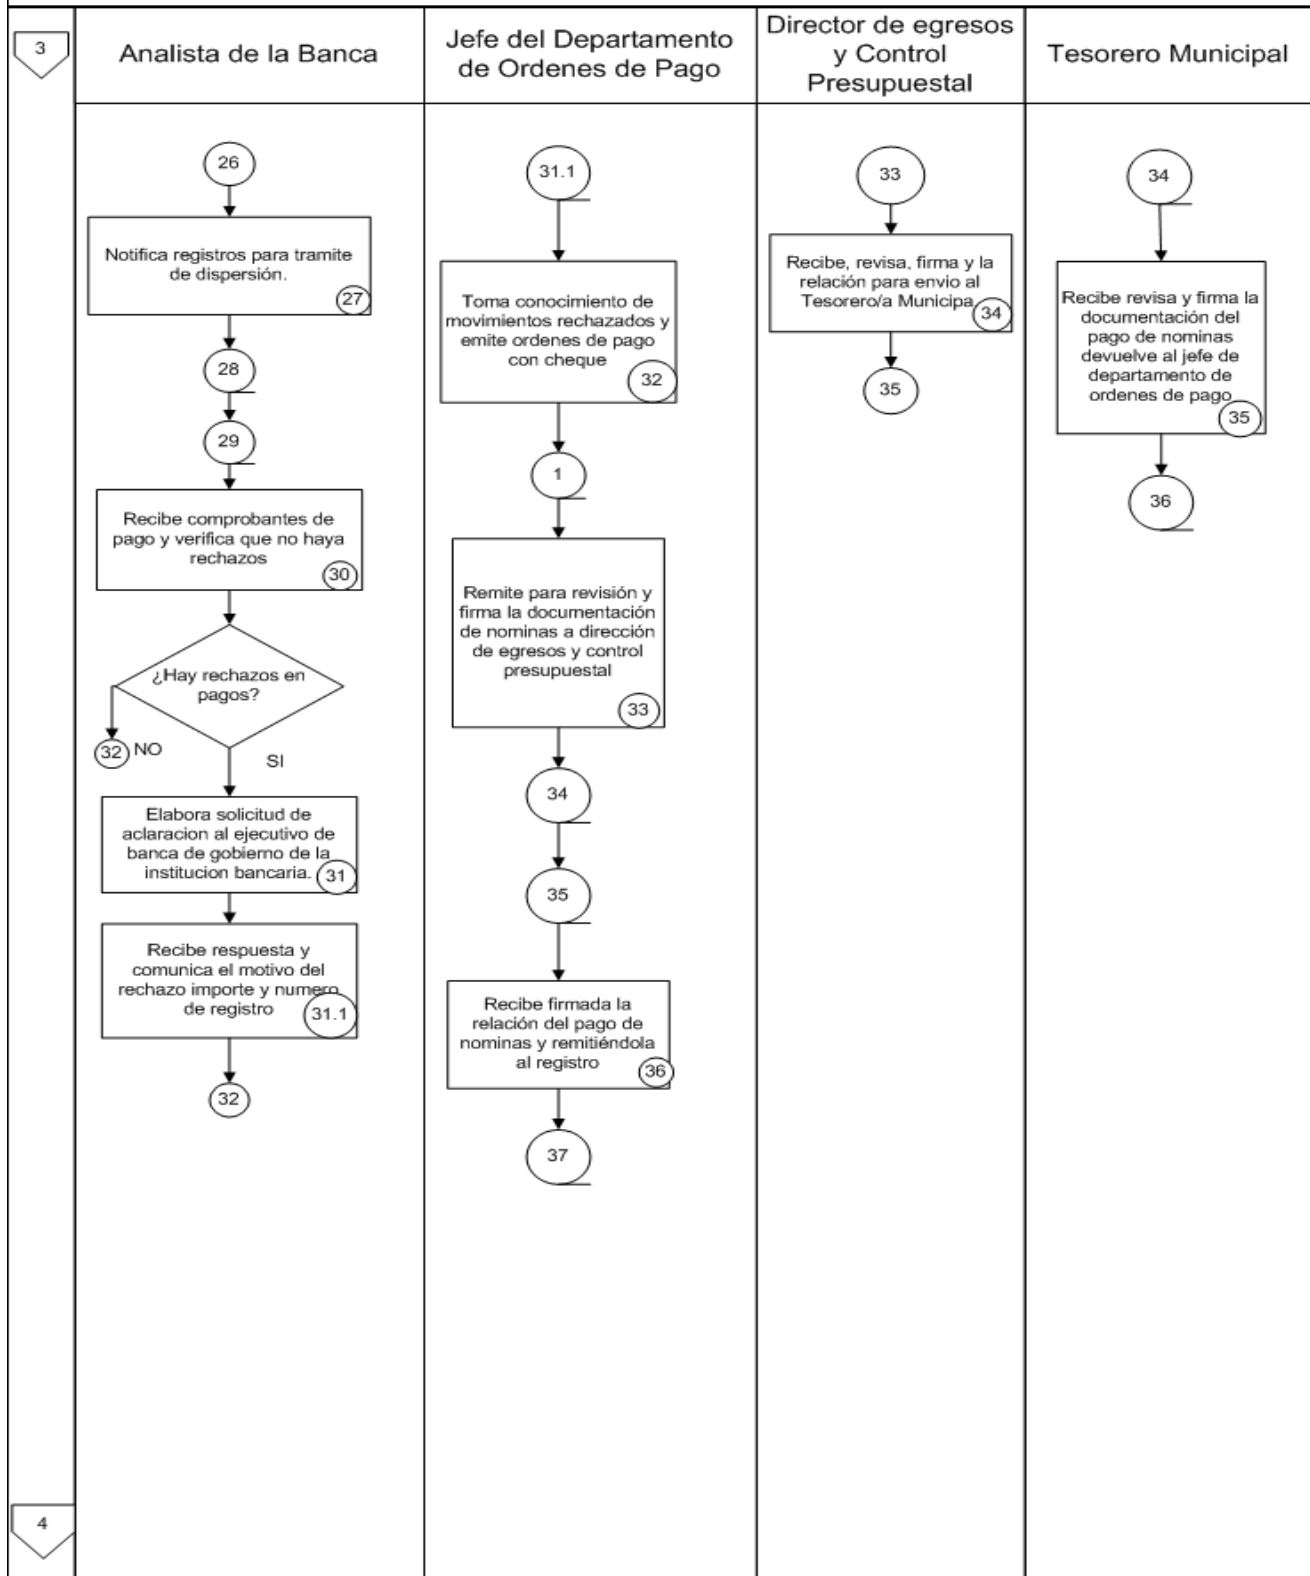 3
Analista de la Banca
Jefe del Departamento
de Ordenes de Pago
Director de egresos
y Control
Presupuestal
Tesorero Municipal
26
Notifica registros para tramite
de dispersión.
27
28
29
Recibe comprobantes de
pago y verifica que no haya
rechazos
30
¿Hay rechazos en
pagos?
32
NO
SI
Elabora solicitud de
aclaracion al ejecutivo de
banca de gobierno de la
institucion bancaria.
31
Recibe respuesta y
comunica el motivo del
rechazo importe y numero
de registro
31.1
32
31.1
Toma conocimiento de
movimientos rechazados y
emite ordenes de pago
con cheque
32
1
Remite para revisión y
firma la documentación
de nominas a dirección
de egresos y control
presupuestal
33
34
35
Recibe firmada la
relación del pago de
nominas y remitiéndola
al registro
36
37
33
Recibe, revisa, firma y la
relación para envio al
Tesorero/a Municipa
34
35
34
Recibe revisa y firma la
documentación del
pago de nominas
devuelve al jefe de
departamento de
ordenes de pago
35
36
4